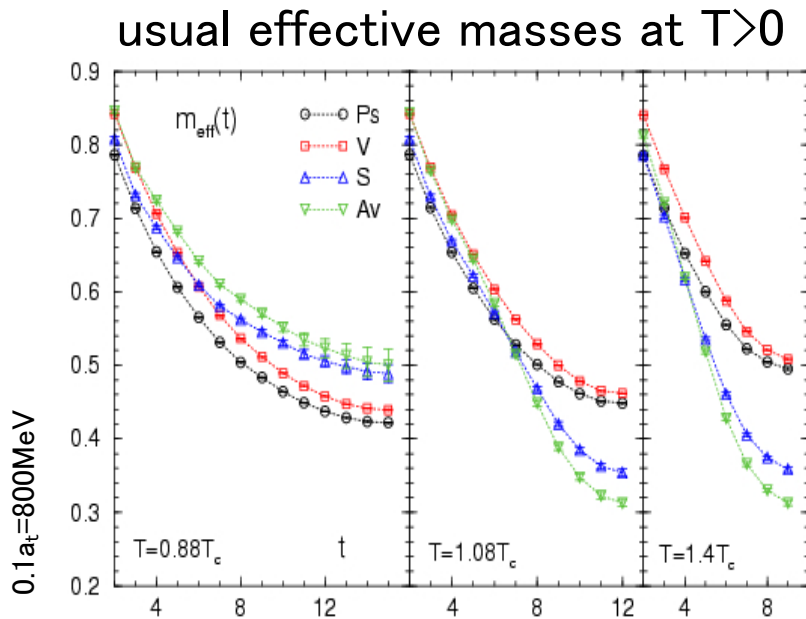 usual effective masses at T>0
0.9
0.8
0.7
0.6
0.5
0.4
0.3
0.2
m_eff(t)
Ps
V
S
Av
0.1a_t=800MeV
T=0.88T_c
t
T=1.08T_c
T=1.4T_c
4 8 12
4 8 12
4 6 8